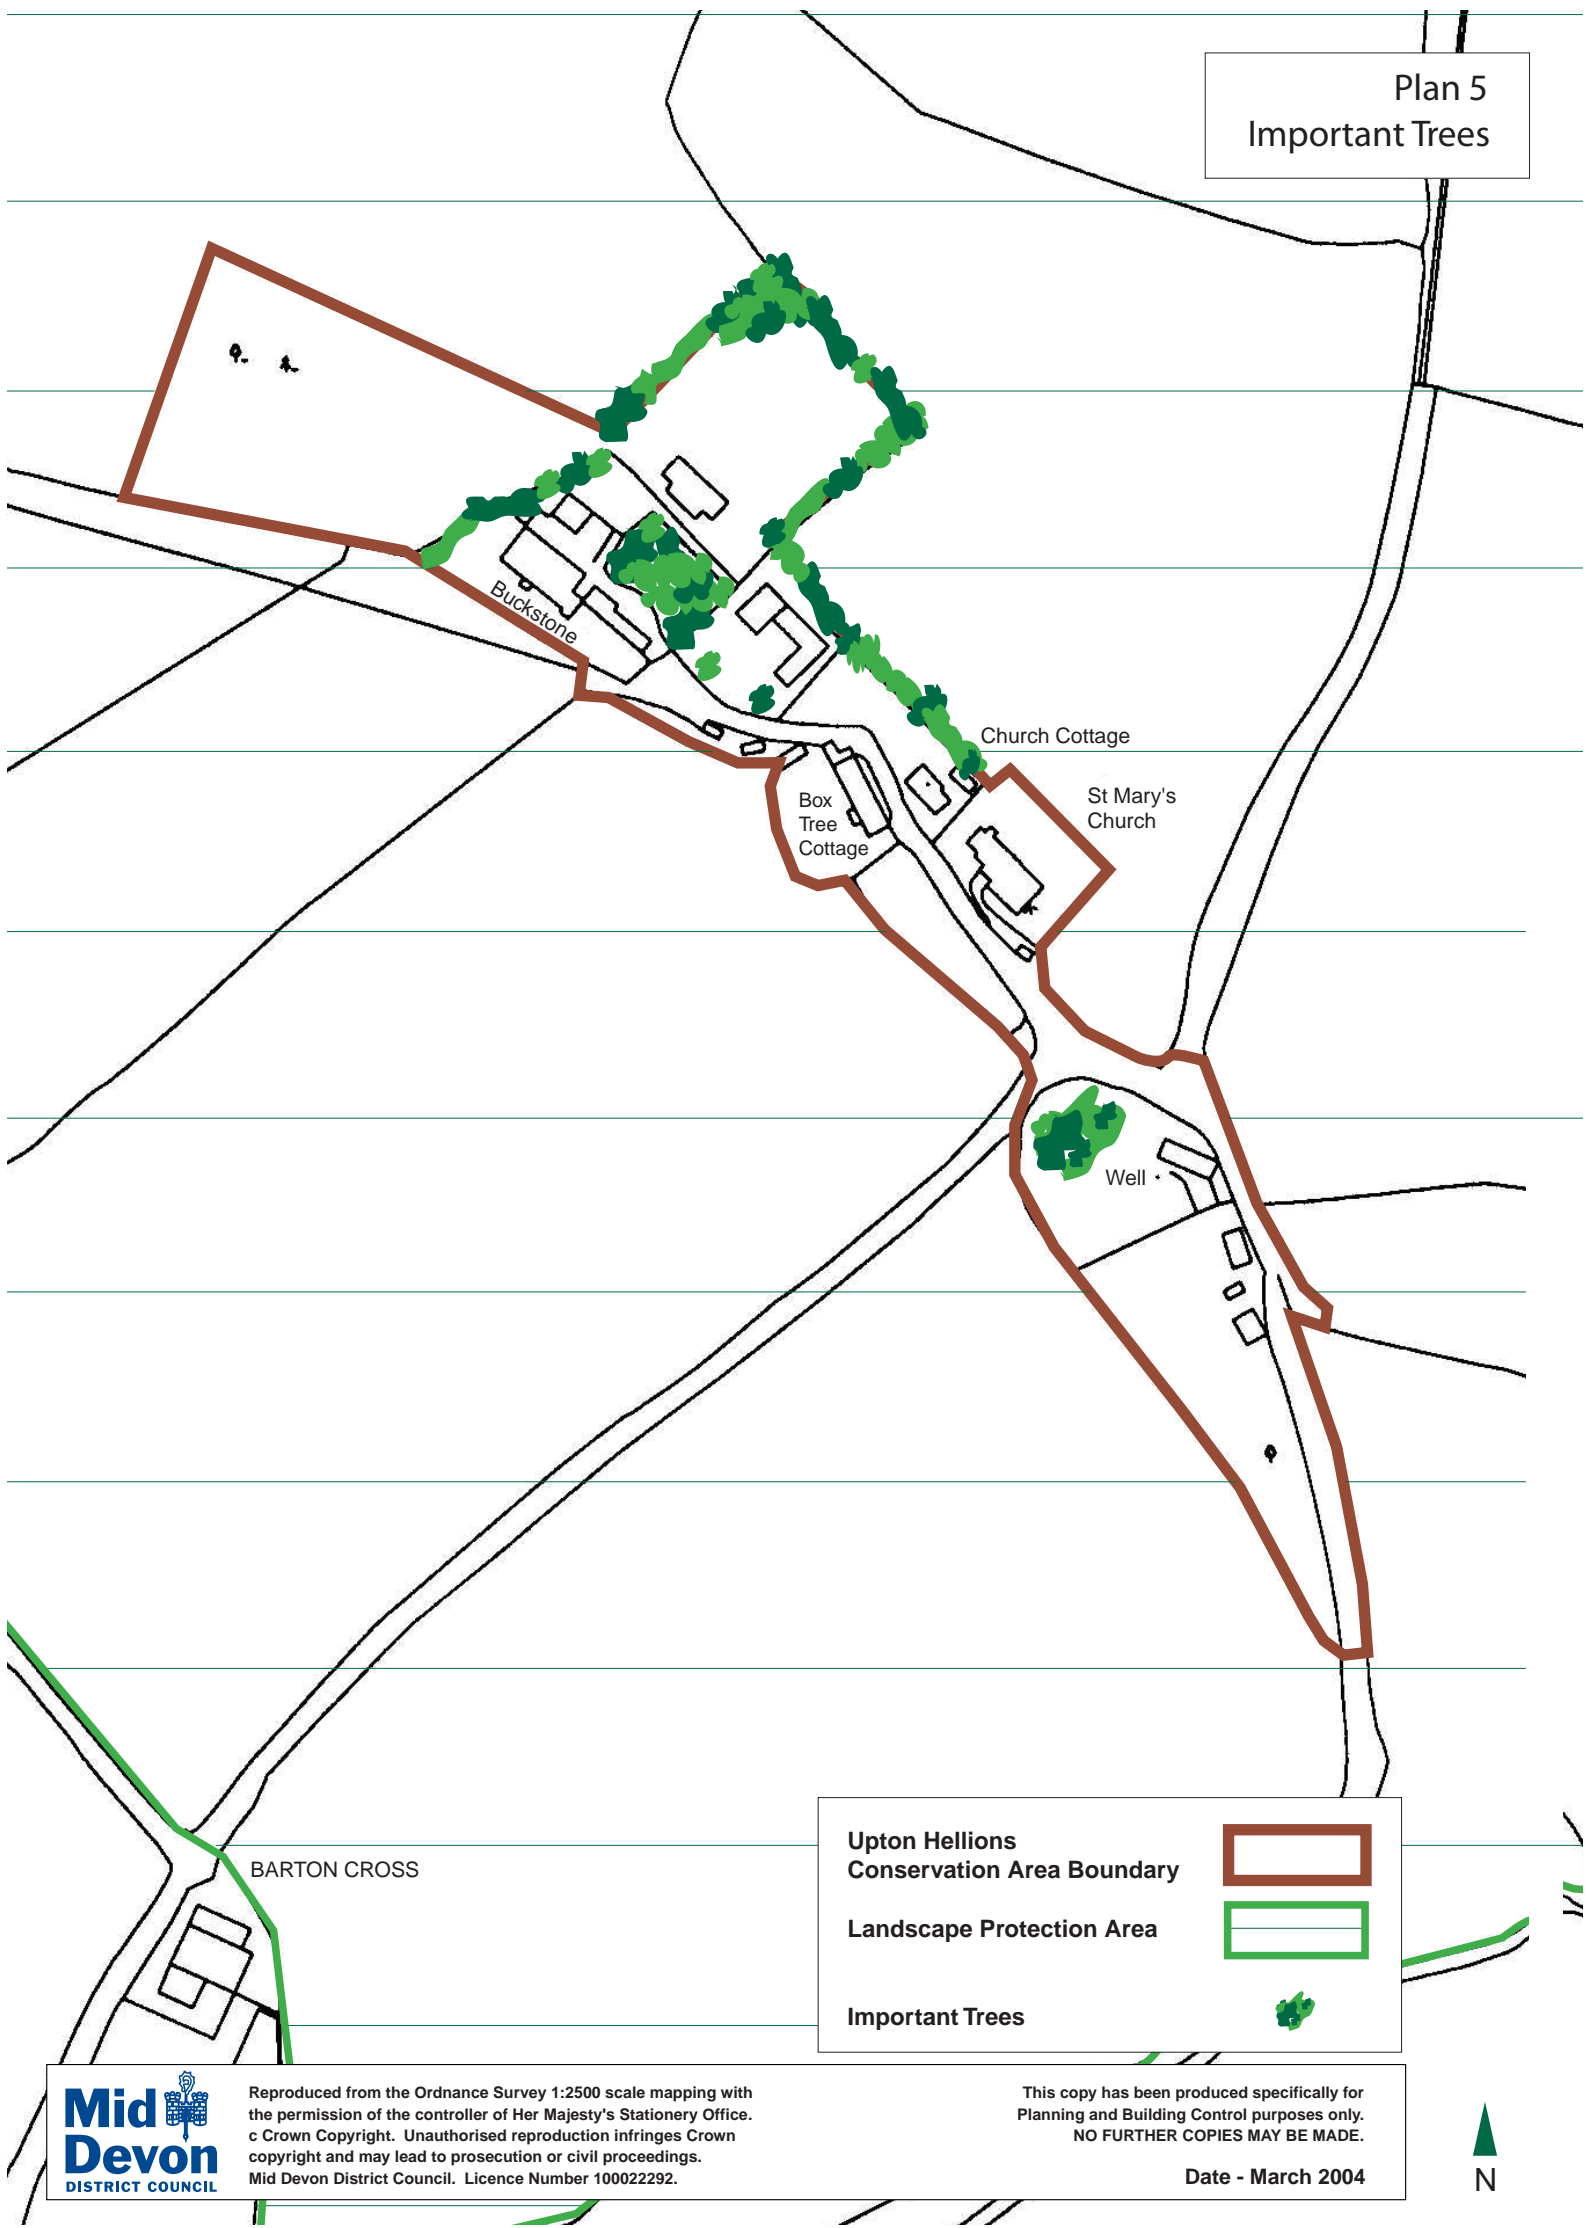 Plan 5
Important Trees
Buckstone
Church Cottage
St Mary's
Church
Box
Tree
Cottage
Well
BARTON CROSS
Upton Hellions
Conservation Area Boundary
Landscape Protection Area
Important Trees
Mid
Devon
DISTRICT COUNCIL
Reproduced from the Ordnance Survey 1:2500 scale mapping with
the permission of the controller of Her Majesty's Stationery Office.
c Crown Copyright. Unauthorised reproduction infringes Crown
copyright and may lead to prosecution or civil proceedings.
Mid Devon District Council. Licence Number 100022292.
This copy has been produced specifically for
Planning and Building Control purposes only.
NO FURTHER COPIES MAY BE MADE.
Date - March 2004
N